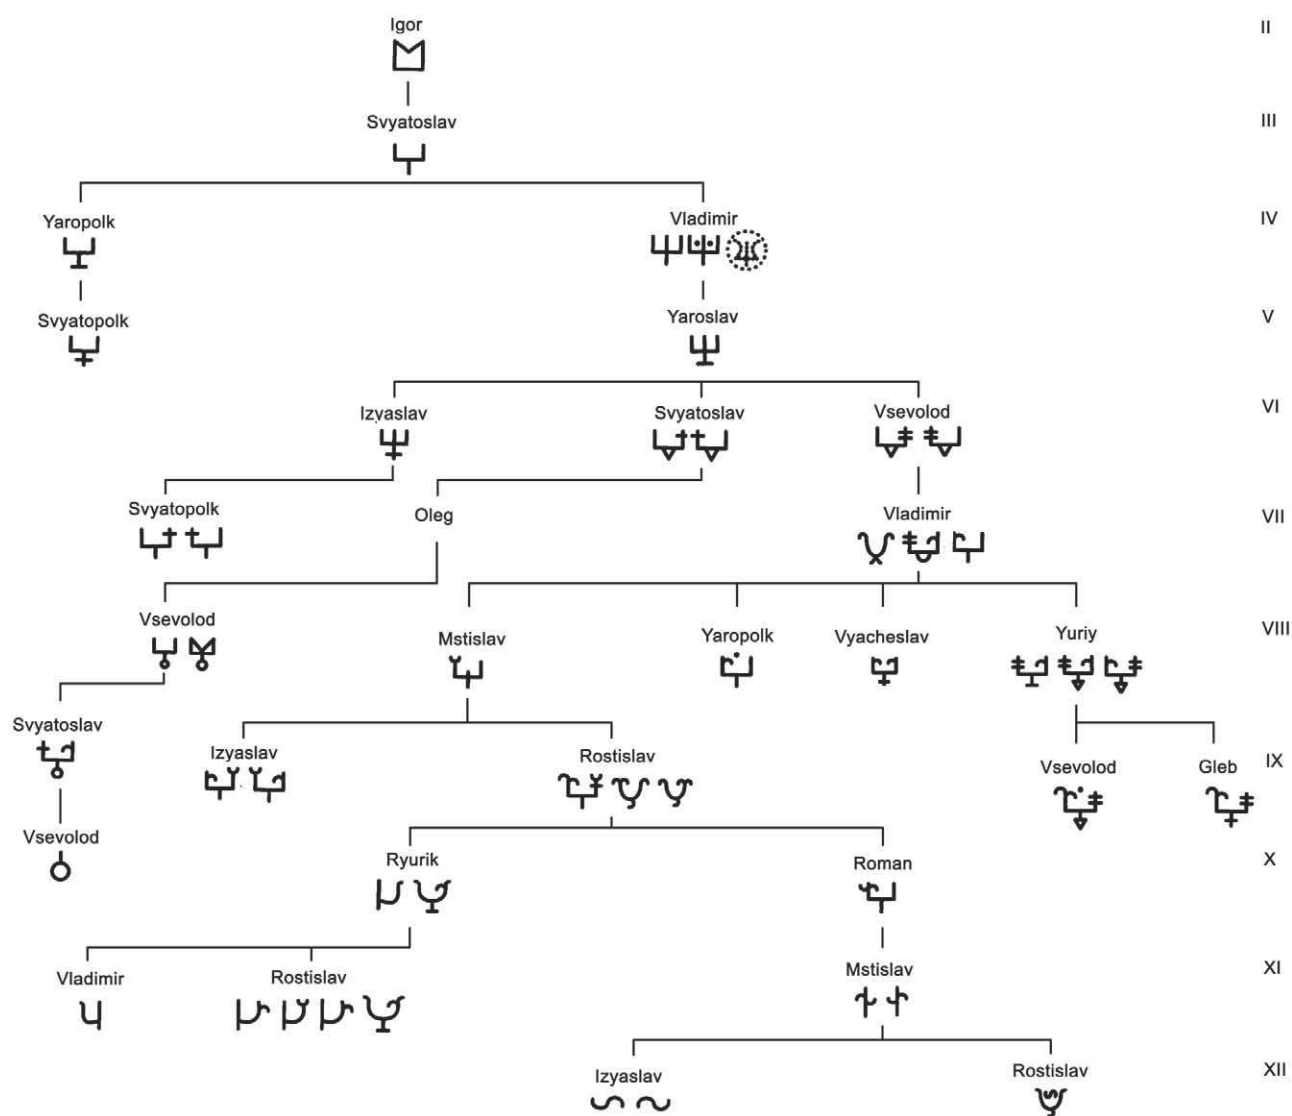 Igor II
Svyatoslav III
Yaropolk Vladimir IV
Svyatopolk Yaroslav V
Izyaslav Svyatoslav Vsevolod VI
Svyatopolk Oleg Vladimir VII
Vsevolod Mstislav Yaropolk Vyacheslav Yuriy VIII
Svyatoslav Izyaslav Rostislav Vsevolod Gleb IX
Vsevolod Ryurik Roman X
Vladimir Rostislav Mstislav XI
Izyaslav Rostislav XII